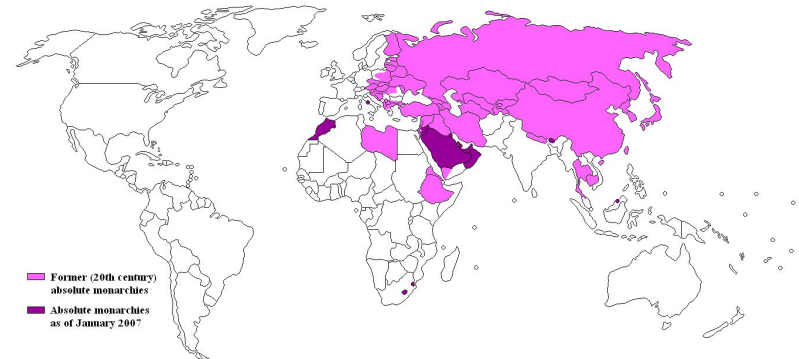 Former (20th century)
absolute monarchies
Absolute monarchies
as of January 2007